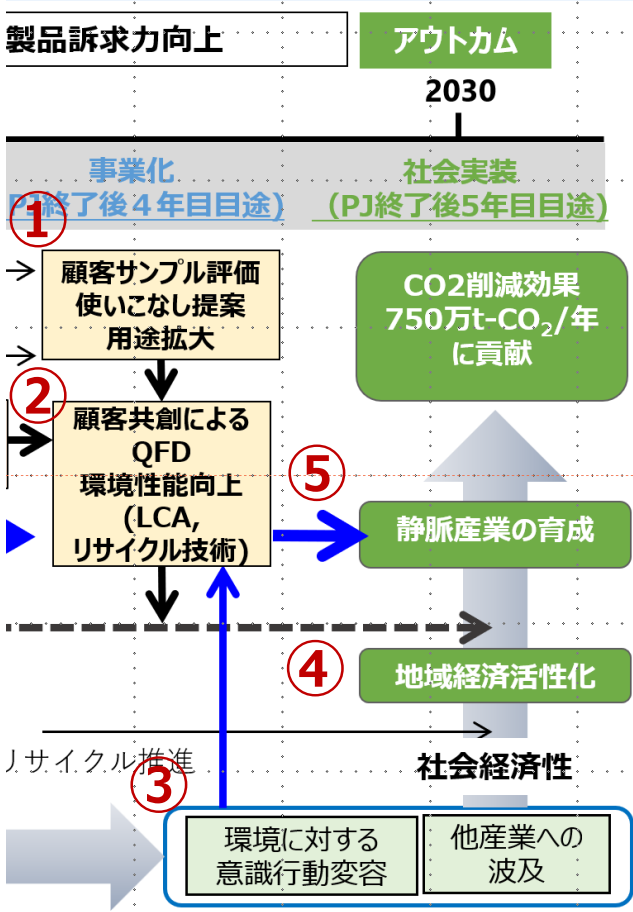 製品訴求力向上
アウトカム
2030
事業化
PJ終了後４年目目途)
社会実装
(PJ終了後5年目目途)
①
顧客サンプル評価
使いこなし提案
用途拡大
CO2削減効果
750万t-CO₂/年
に貢献
②
顧客共創による
QFD
環境性能向上
(LCA,
リサイクル技術)
⑤
静脈産業の育成
④
地域経済活性化
リサイクル推進
社会経済性
③
環境に対する
意識行動変容
他産業への
波及